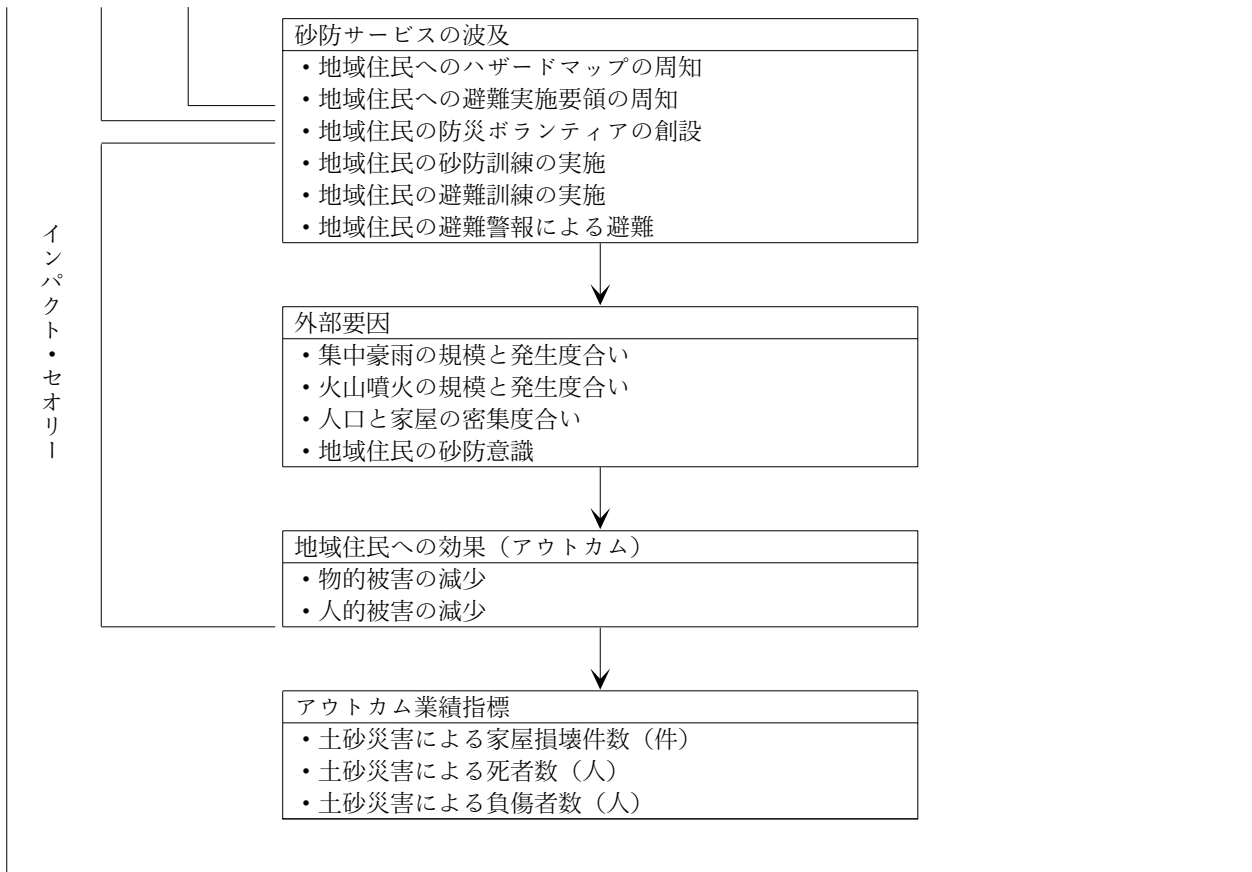 砂防サービスの波及
・地域住民へのハザードマップの周知
・地域住民への避難実施要領の周知
・地域住民の防災ボランティアの創設
・地域住民の砂防訓練の実施
・地域住民の避難訓練の実施
・地域住民の避難警報による避難
インパクト・セオリー
外部要因
・集中豪雨の規模と発生度合い
・火山噴火の規模と発生度合い
・人口と家屋の密集度合い
・地域住民の砂防意識
地域住民への効果（アウトカム）
・物的被害の減少
・人的被害の減少
アウトカム業績指標
・土砂災害による家屋損壊件数（件）
・土砂災害による死者数（人）
・土砂災害による負傷者数（人）